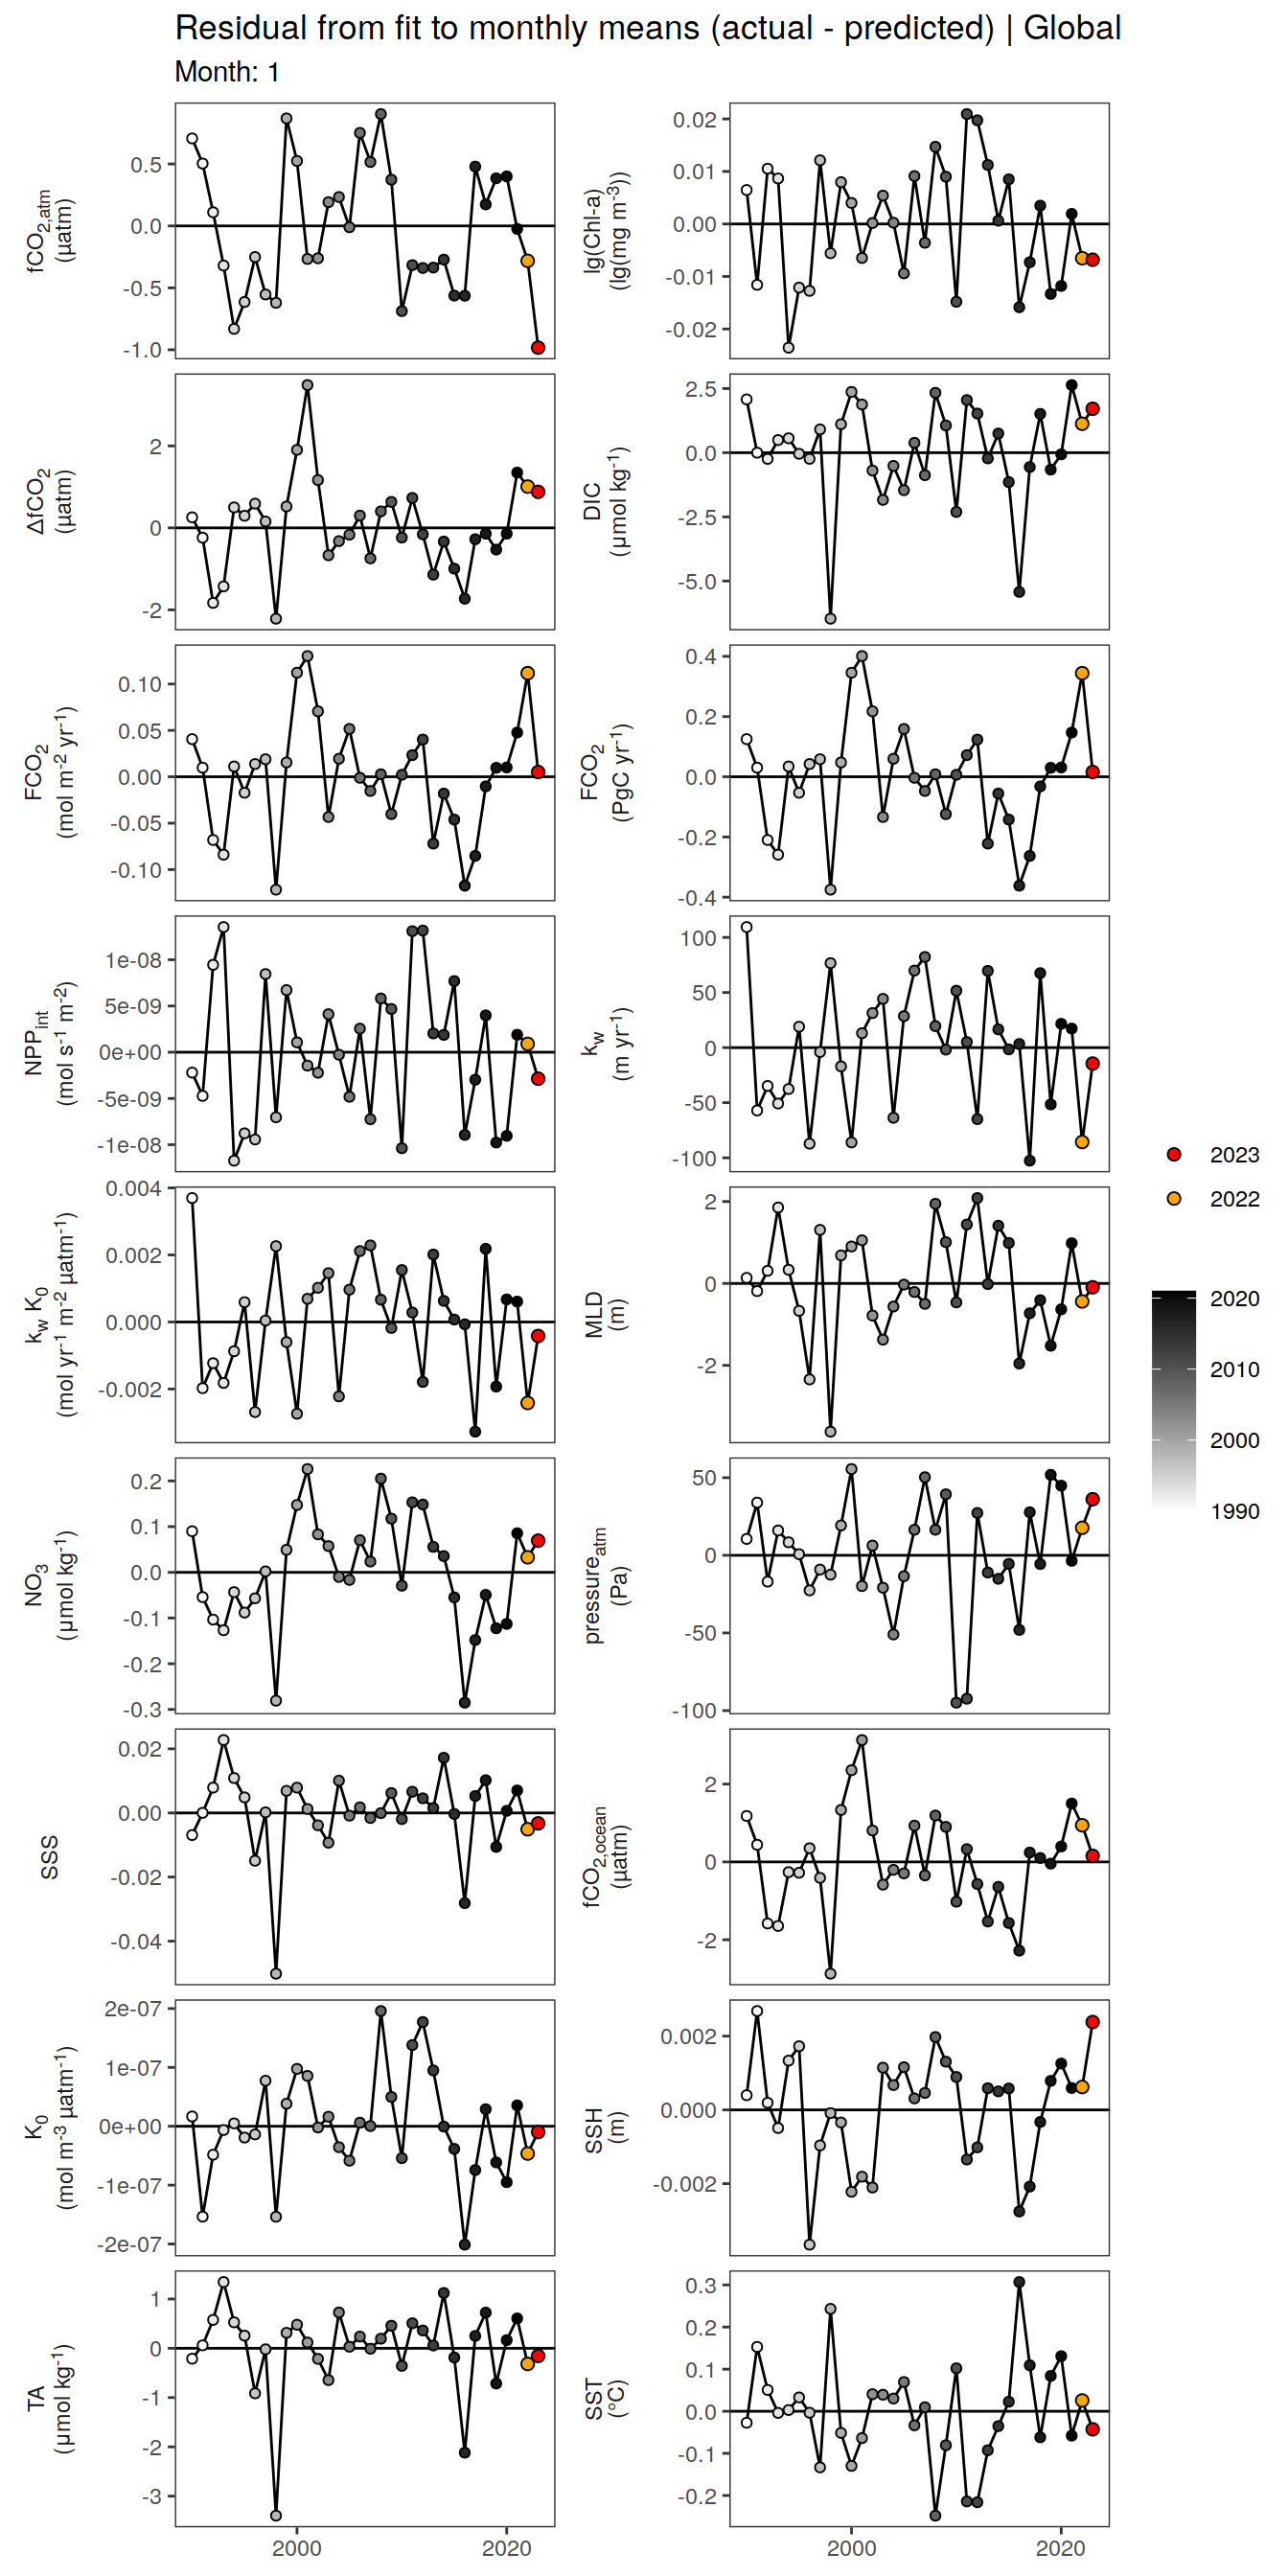 Residual from fit to monthly means (actual - predicted) | Global
Month: 1
fCO2,atm
(µatm)
0.5
0.0
-0.5
-1.0
lg(Chl-a)
(lg(mg m-3))
0.02
0.01
0.00
-0.01
-0.02
ΔfCO2
(µatm)
2
0
-2
DIC
(µmol kg-1)
2.5
0.0
-2.5
-5.0
FCO2
(mol m-2 yr-1)
0.10
0.05
0.00
-0.05
-0.10
FCO2
(PgC yr-1)
0.4
0.2
0.0
-0.2
-0.4
NPPint
(mol s-1 m-2)
1e-08
5e-09
0e+00
-5e-09
-1e-08
kw
(m yr-1)
100
50
0
-50
-100
kw K0
(mol yr-1 m-2 µatm-1)
0.004
0.002
0.000
-0.002
MLD
(m)
2
0
-2
NO3
(µmol kg-1)
0.2
0.1
0.0
-0.1
-0.2
-0.3
pressureatm
(Pa)
50
0
-50
-100
SSS
0.02
0.00
-0.02
-0.04
fCO2,ocean
(µatm)
2
0
-2
K0
(mol m-3 µatm-1)
2e-07
1e-07
0e+00
-1e-07
-2e-07
SSH
(m)
0.002
0.000
-0.002
TA
(µmol kg-1)
1
0
-1
-2
-3
SST
(°C)
0.3
0.2
0.1
0.0
-0.1
-0.2
2000 2020
2000 2020
2023
2022
2020
2010
2000
1990